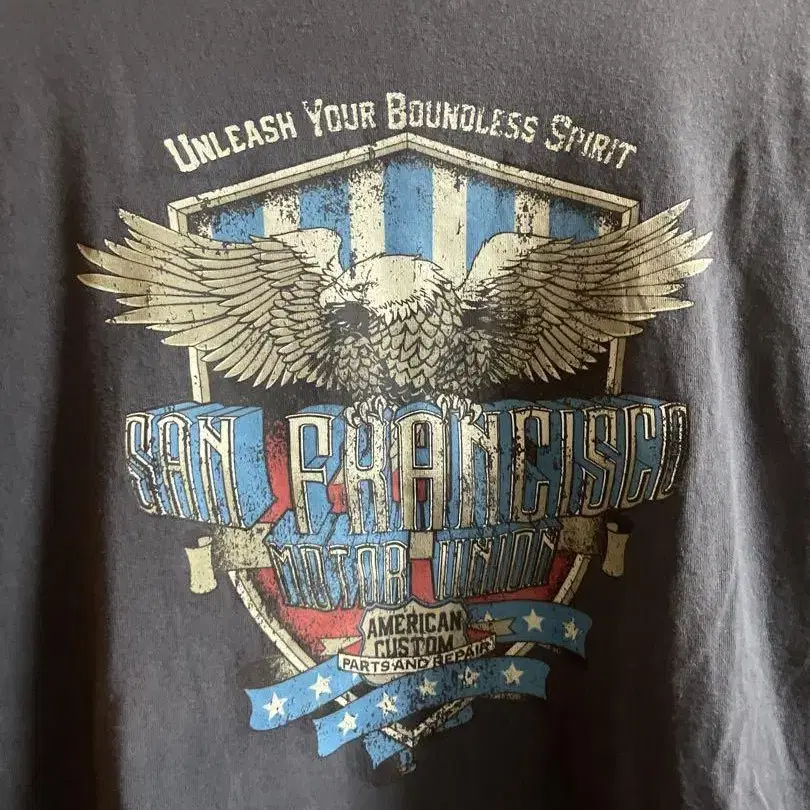 UNLEASH YOUR BOUNDLESS SPIRIT
SAN FRANCISCO
MOTOR UNION
AMERICAN
CUSTOM
PARTS AND REPAIR